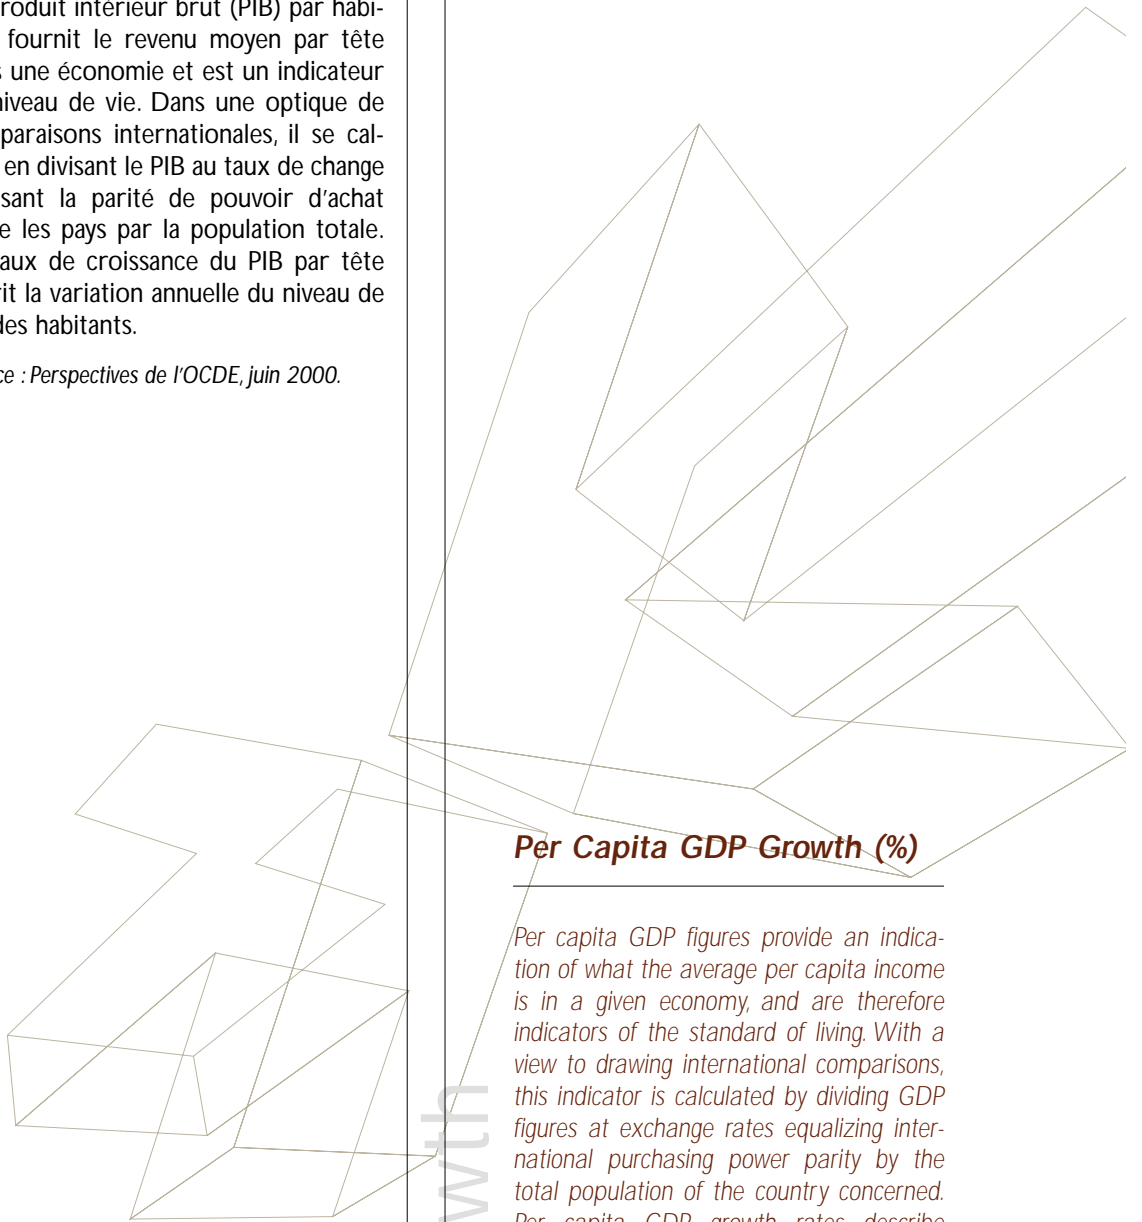 roduit intérieur brut (PIB) par habi-
fournit le revenu moyen par tête
une économie et est un indicateur
niveau de vie. Dans une optique de
paraisons internationales, il se cal-
en divisant le PIB au taux de change
sant la parité de pouvoir d'achat
e les pays par la population totale.
aux de croissance du PIB par tête
rit la variation annuelle du niveau de
des habitants.
ce : Perspectives de l'OCDE, juin 2000.
Per Capita GDP Growth (%)
Per capita GDP figures provide an indica-
tion of what the average per capita income
is in a given economy, and are therefore
indicators of the standard of living. With a
view to drawing international comparisons,
this indicator is calculated by dividing GDP
figures at exchange rates equalizing inter-
national purchasing power parity by the
total population of the country concerned.
Per capita GDP growth rates describe
wth